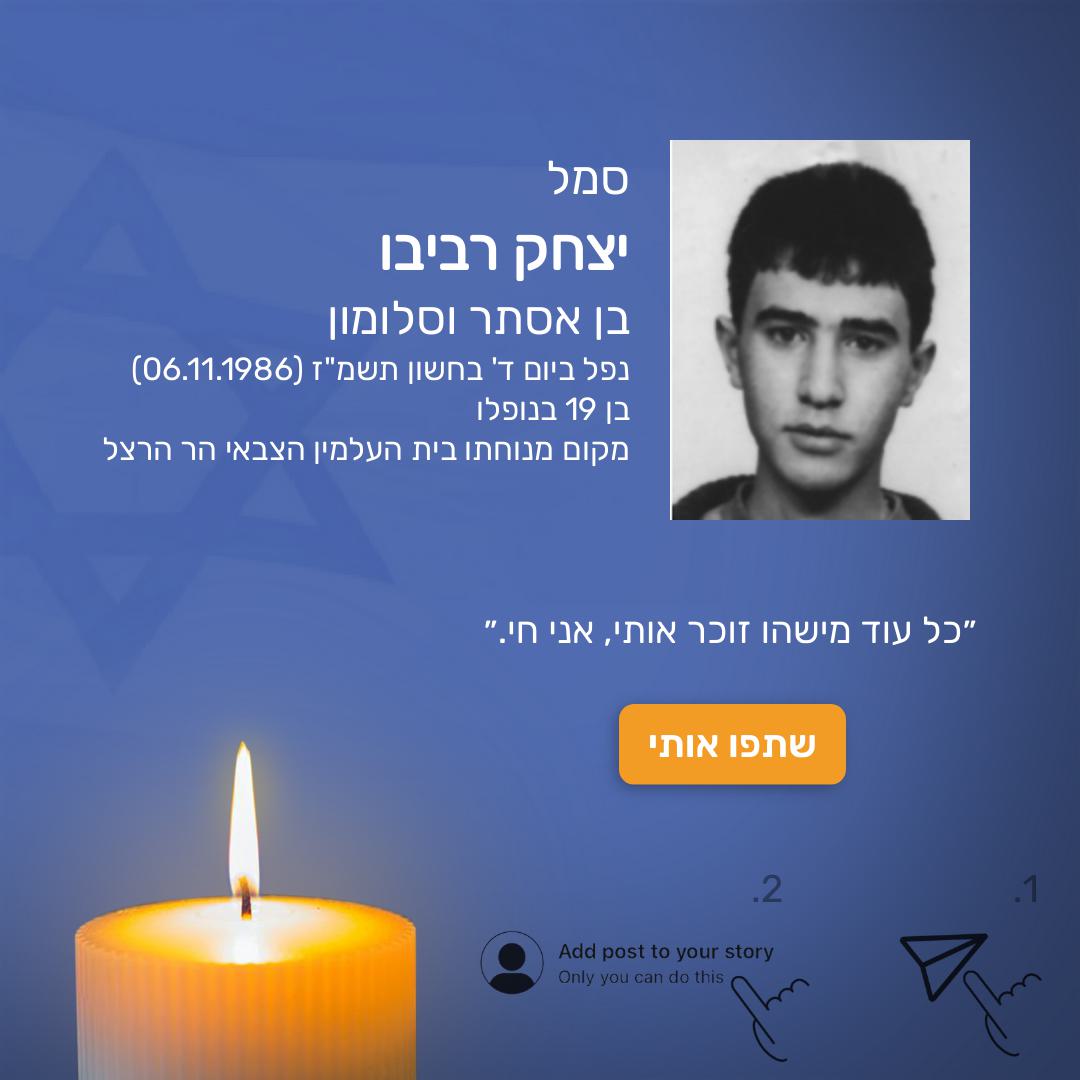 סמל
יצחק רביבו
בן אסתר וסלומון
נפל ביום ד' בחשון תשמ"ז (06.11.1986)
בן 19 בנופלו
מקום מנוחתו בית העלמין הצבאי הר הרצל
״כל עוד מישהו זוכר אותי, אני חי.״
שתפו אותי
1.
2.
Add post to your story
Only you can do this